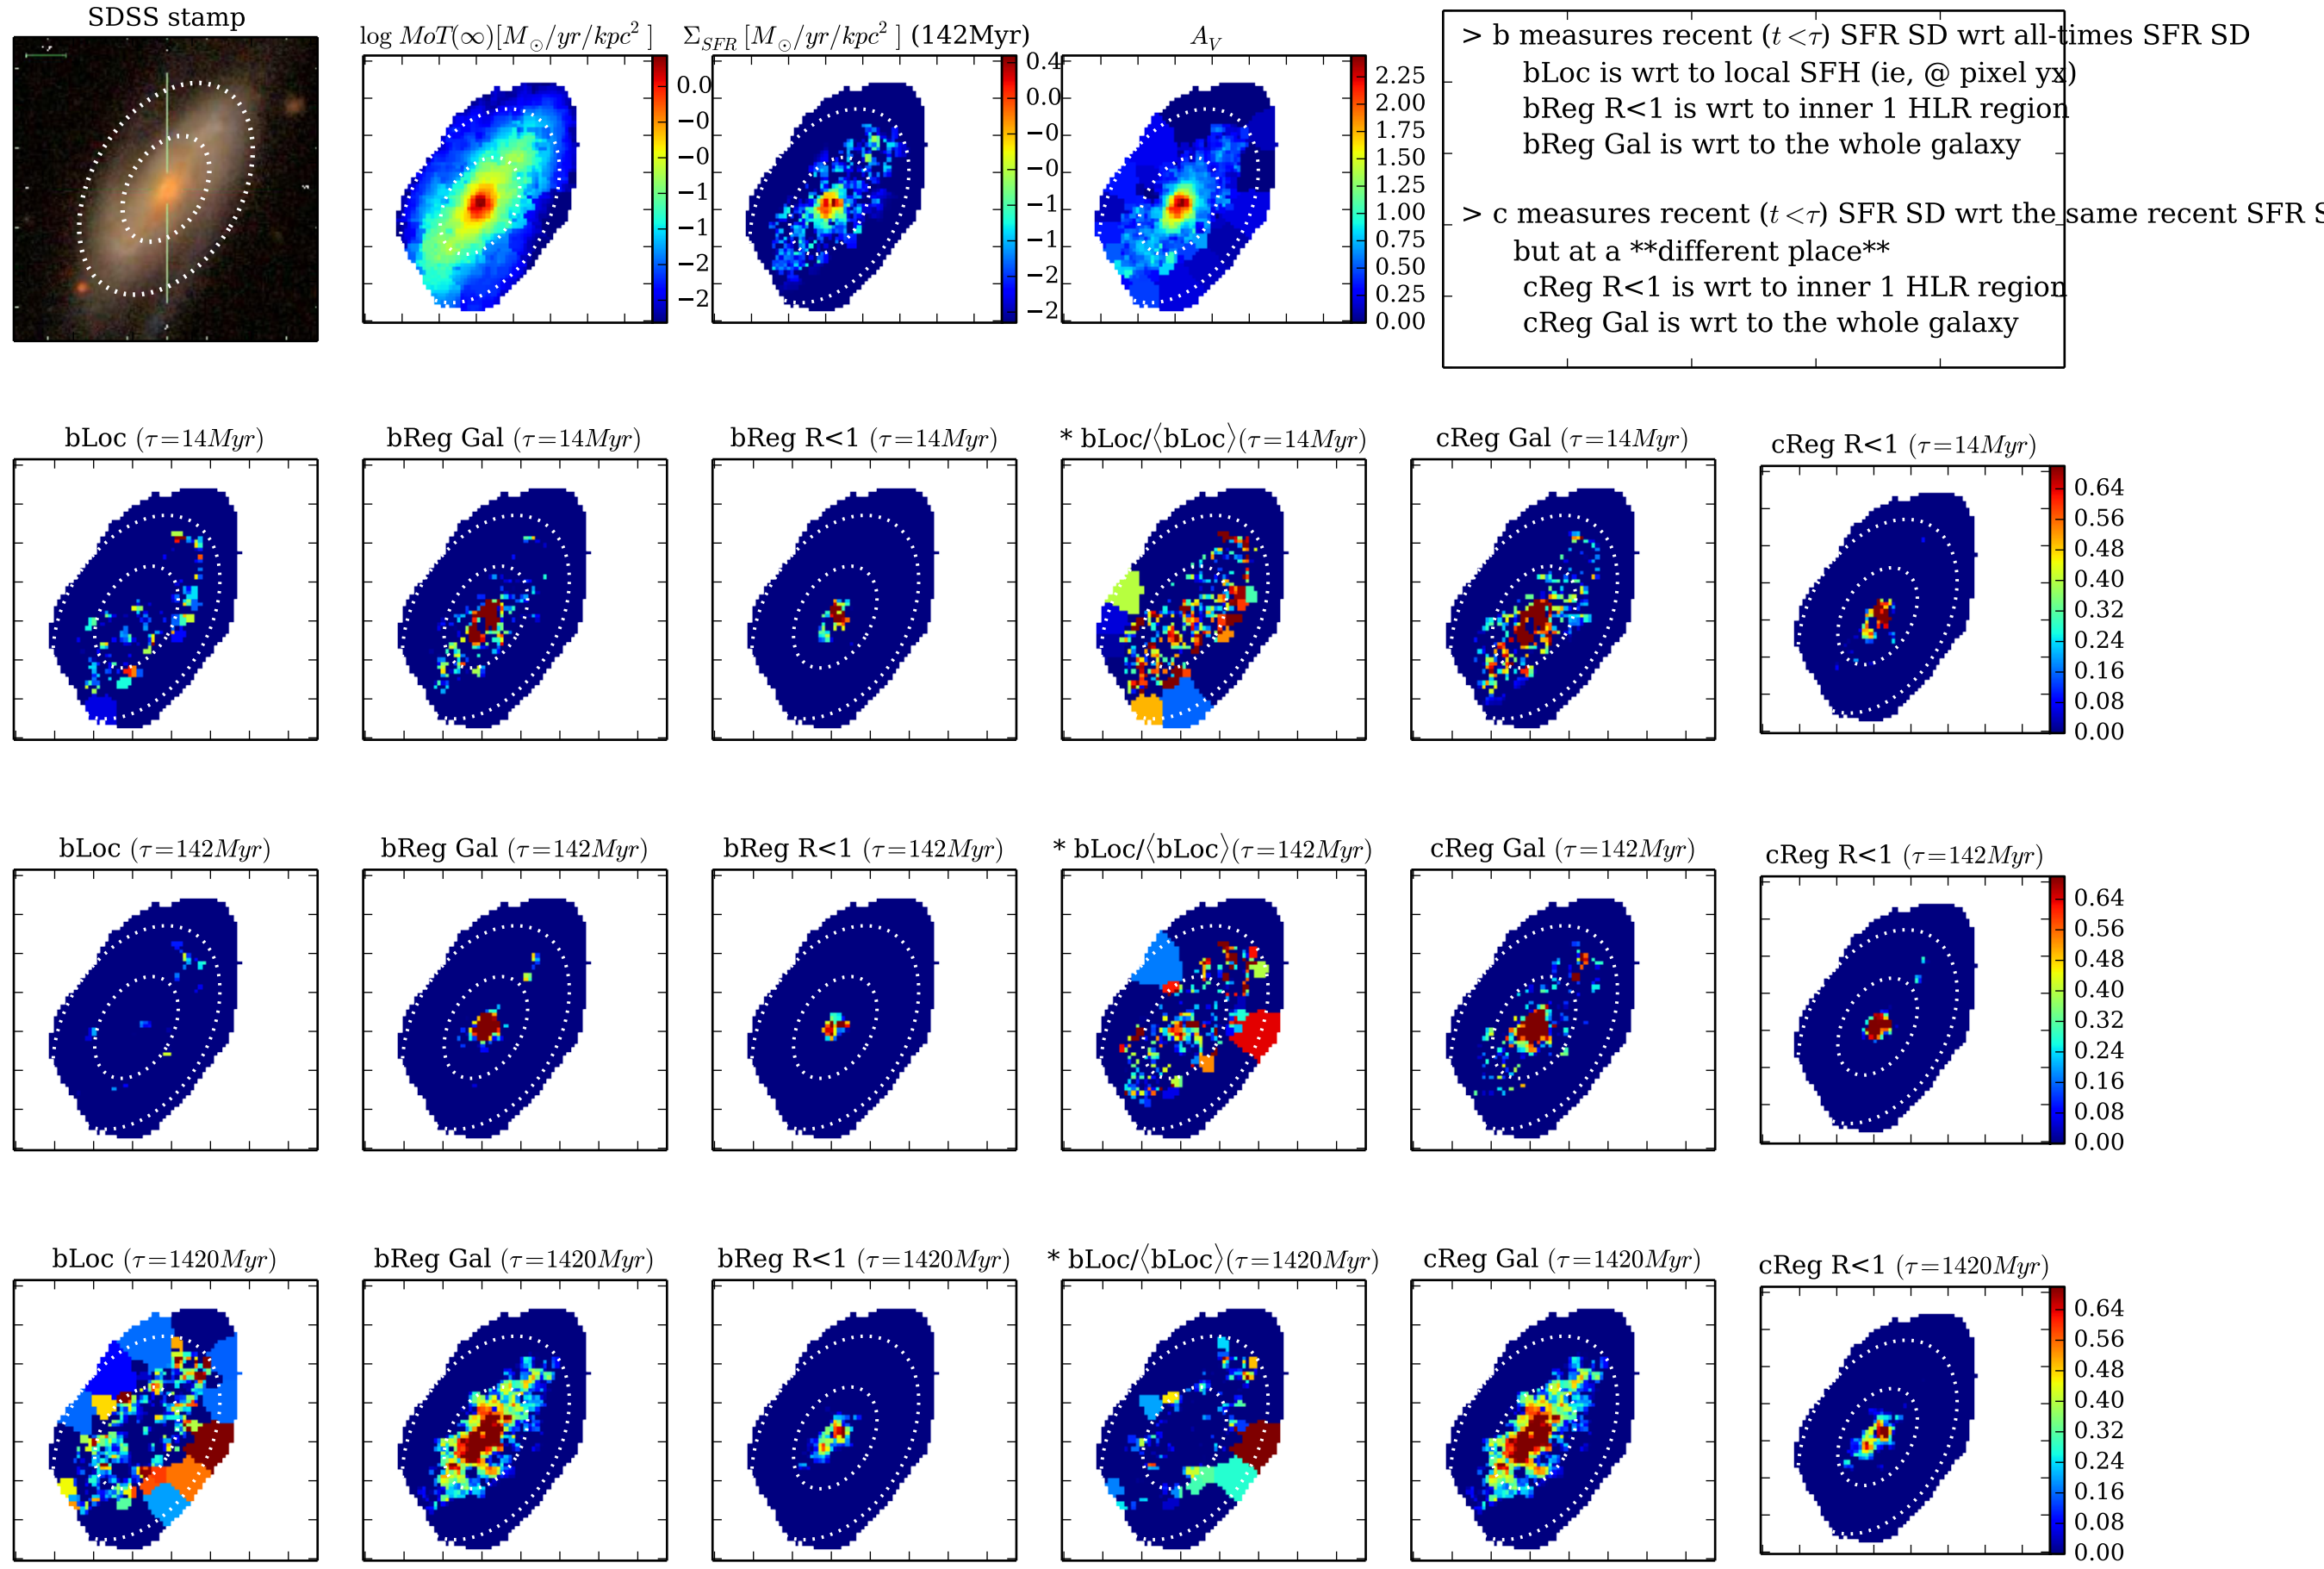 SDSS stamp
log MoT(∞)[M⊙/yr/kpc² ]
Σ_SFR [M⊙/yr/kpc² ] (142Myr)
A_V
0.0
−0
−0
−1
−1
−2
−2
0.4
0.0
−0
−0
−1
−1
−2
−2
2.25
2.00
1.75
1.50
1.25
1.00
0.75
0.50
0.25
0.00
> b measures recent (t <τ) SFR SD wrt all-times SFR SD
bLoc is wrt to local SFH (ie, @ pixel yx)
bReg R<1 is wrt to inner 1 HLR region
bReg Gal is wrt to the whole galaxy
> c measures recent (t <τ) SFR SD wrt the same recent SFR S
but at a **different place**
cReg R<1 is wrt to inner 1 HLR region
cReg Gal is wrt to the whole galaxy
bLoc (τ=14Myr)
bReg Gal (τ=14Myr)
bReg R<1 (τ=14Myr)
* bLoc/⟨bLoc⟩(τ=14Myr)
cReg Gal (τ=14Myr)
cReg R<1 (τ=14Myr)
0.64
0.56
0.48
0.40
0.32
0.24
0.16
0.08
0.00
bLoc (τ=142Myr)
bReg Gal (τ=142Myr)
bReg R<1 (τ=142Myr)
* bLoc/⟨bLoc⟩(τ=142Myr)
cReg Gal (τ=142Myr)
cReg R<1 (τ=142Myr)
0.64
0.56
0.48
0.40
0.32
0.24
0.16
0.08
0.00
bLoc (τ=1420Myr)
bReg Gal (τ=1420Myr)
bReg R<1 (τ=1420Myr)
* bLoc/⟨bLoc⟩(τ=1420Myr)
cReg Gal (τ=1420Myr)
cReg R<1 (τ=1420Myr)
0.64
0.56
0.48
0.40
0.32
0.24
0.16
0.08
0.00